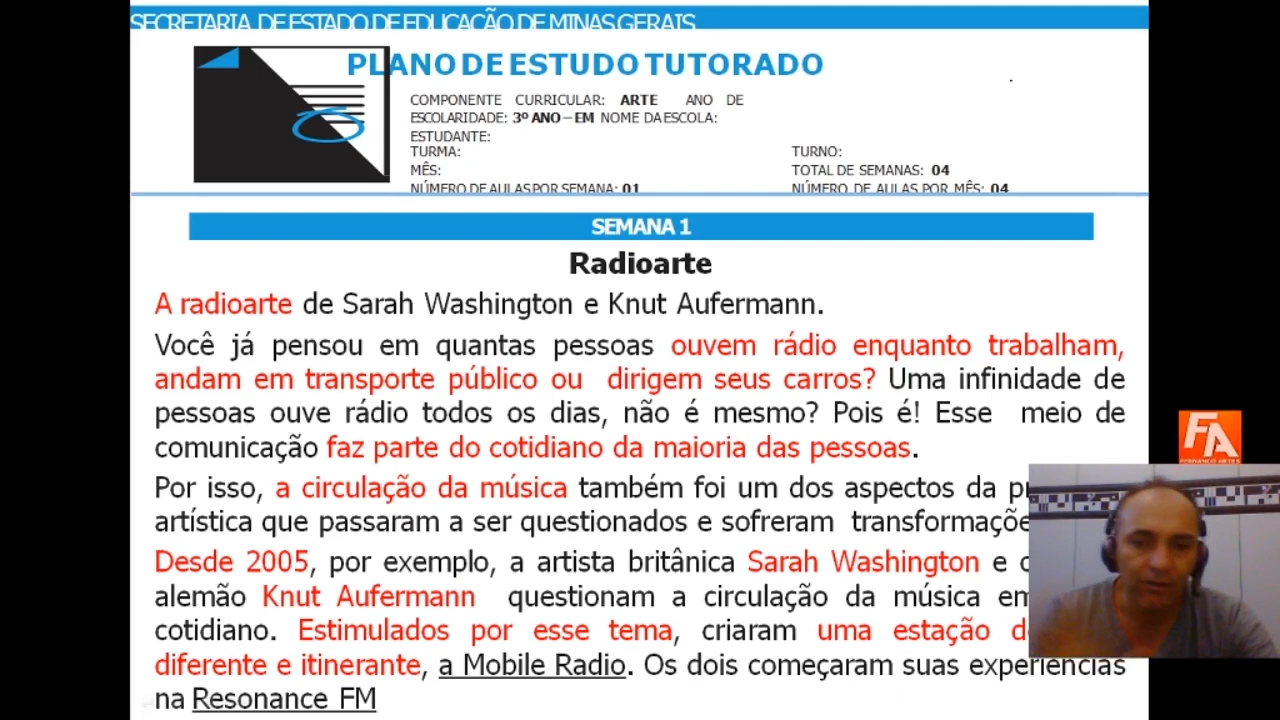 SECRETARIA DE ESTADO DE EDUCAÇÃO DE MINAS GERAIS
PLANO DE ESTUDO TUTORADO
COMPONENTE CURRICULAR: ARTE ANO DE
ESCOLARIDADE: 3º ANO – EM NOME DA ESCOLA:
ESTUDANTE:
TURMA:
TURNO:
MÊS:
TOTAL DE SEMANAS: 04
NÚMERO DE AULAS POR SEMANA: 01
NÚMERO DE AULAS POR MÊS: 04
SEMANA 1
Radioarte
A radioarte de Sarah Washington e Knut Aufermann.
Você já pensou em quantas pessoas ouvem rádio enquanto trabalham,
andam em transporte público ou dirigem seus carros? Uma infinidade de
pessoas ouve rádio todos os dias, não é mesmo? Pois é! Esse meio de
comunicação faz parte do cotidiano da maioria das pessoas.
Por isso, a circulação da música também foi um dos aspectos da
artística que passaram a ser questionados e sofreram
Desde 2005, por exemplo, a artista britânica Sarah Washington e
alemão Knut Aufermann questionam a circulação da música
cotidiano. Estimulados por esse tema, criaram uma estação
diferente e itinerante, a Mobile Radio. Os dois começaram suas experiências
na Resonance FM
FA
FERNANDO ARTES